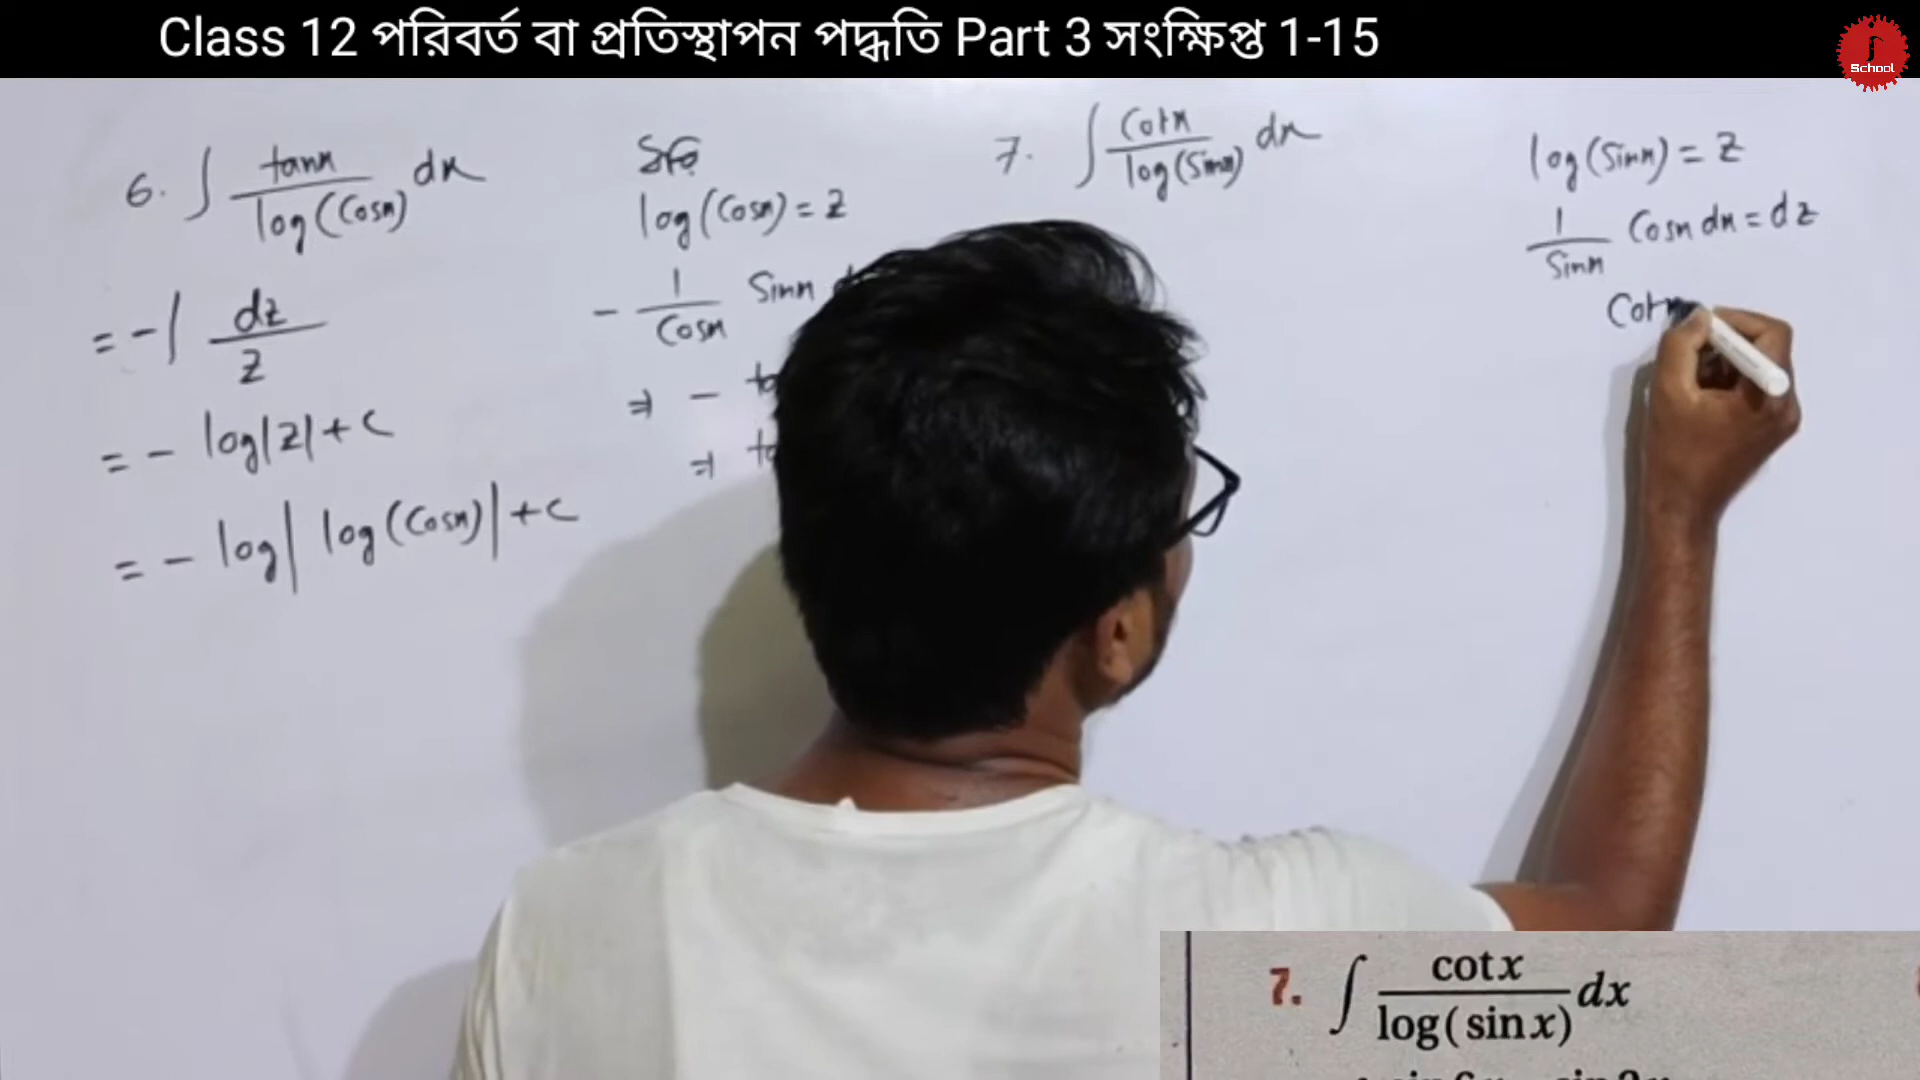 Class 12 পরিবর্ত বা প্রতিস্থাপন পদ্ধতি Part 3 সংক্ষিপ্ত 1-15
School
6. ∫ tanx / log(cosx) dx
= -∫ dz / z
= - log|z| + c
= - log| log(cosx)| + c
ধরি
log(cosx) = z
- 1 / cosx sinx
⇒ -
⇒
7. ∫ cotx / log(sinx) dx
log(sinx) = z
1 / sinx cosx dx = dz
cotx
7. ∫ cotx / log(sinx) dx